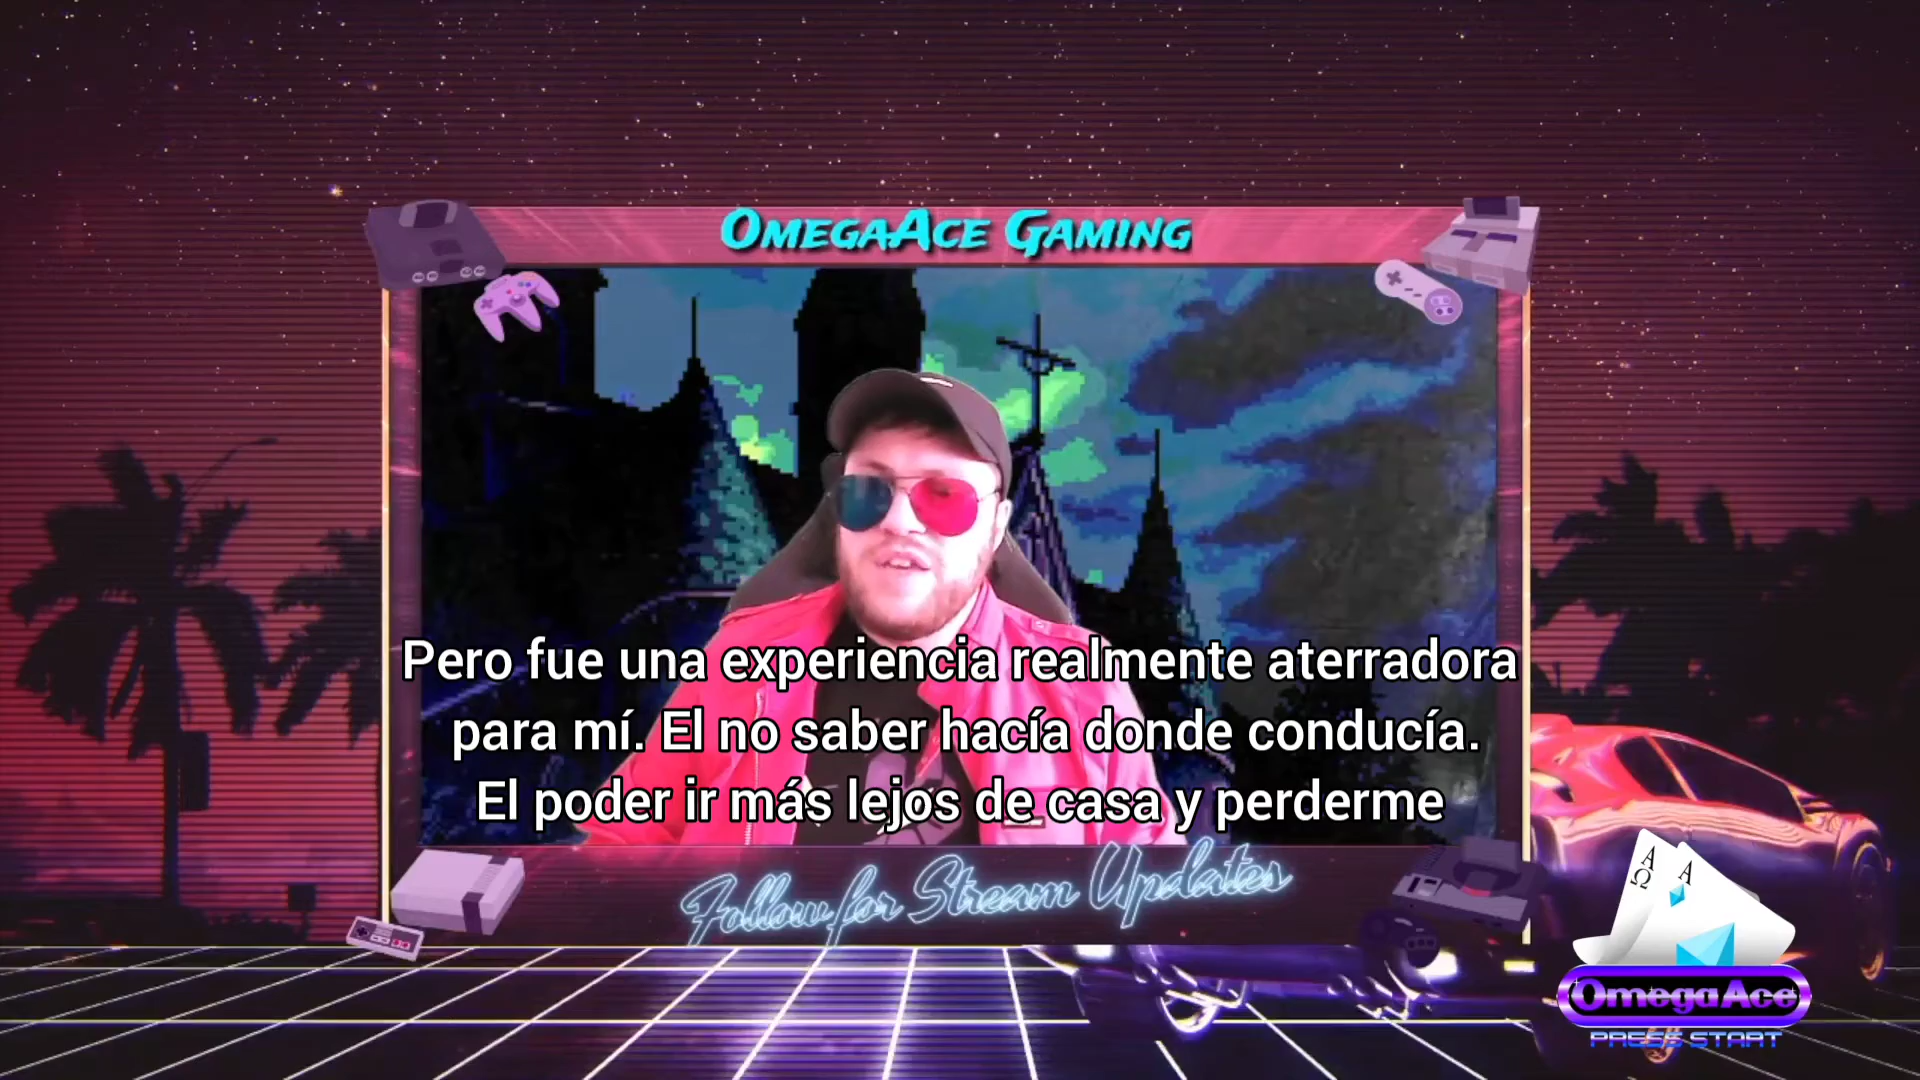 OmegaAce Gaming
Pero fue una experiencia realmente aterradora
para mí. El no saber hacía donde conducía.
El poder ir más lejos de casa y perderme
Follow for Stream Updates
A
A
OmegaAce
PRESS START